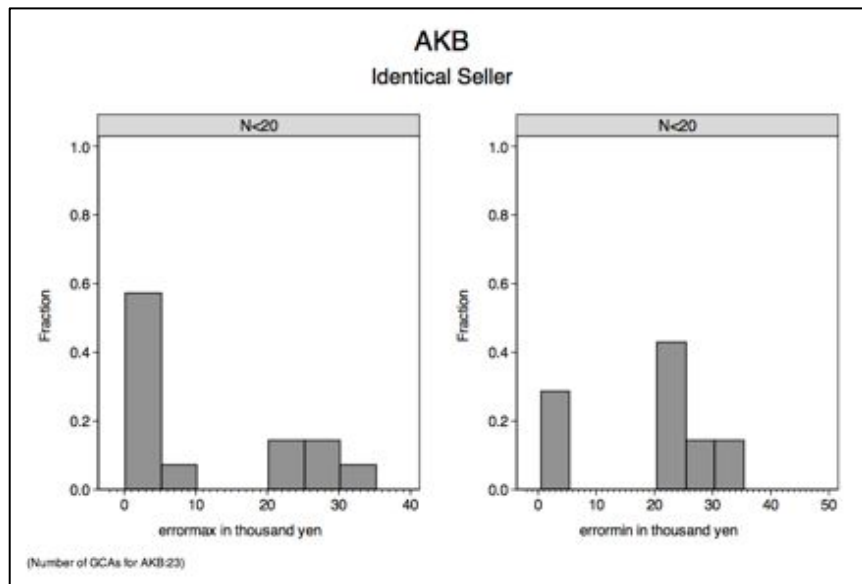 AKB
Identical Seller
N<20
1.0
0.8
0.6
0.4
0.2
0.0
Fraction
0 10 20 30 40
errormax in thousand yen
N<20
1.0
0.8
0.6
0.4
0.2
0.0
Fraction
0 10 20 30 40 50
errormin in thousand yen
(Number of GCAs for AKB:23)